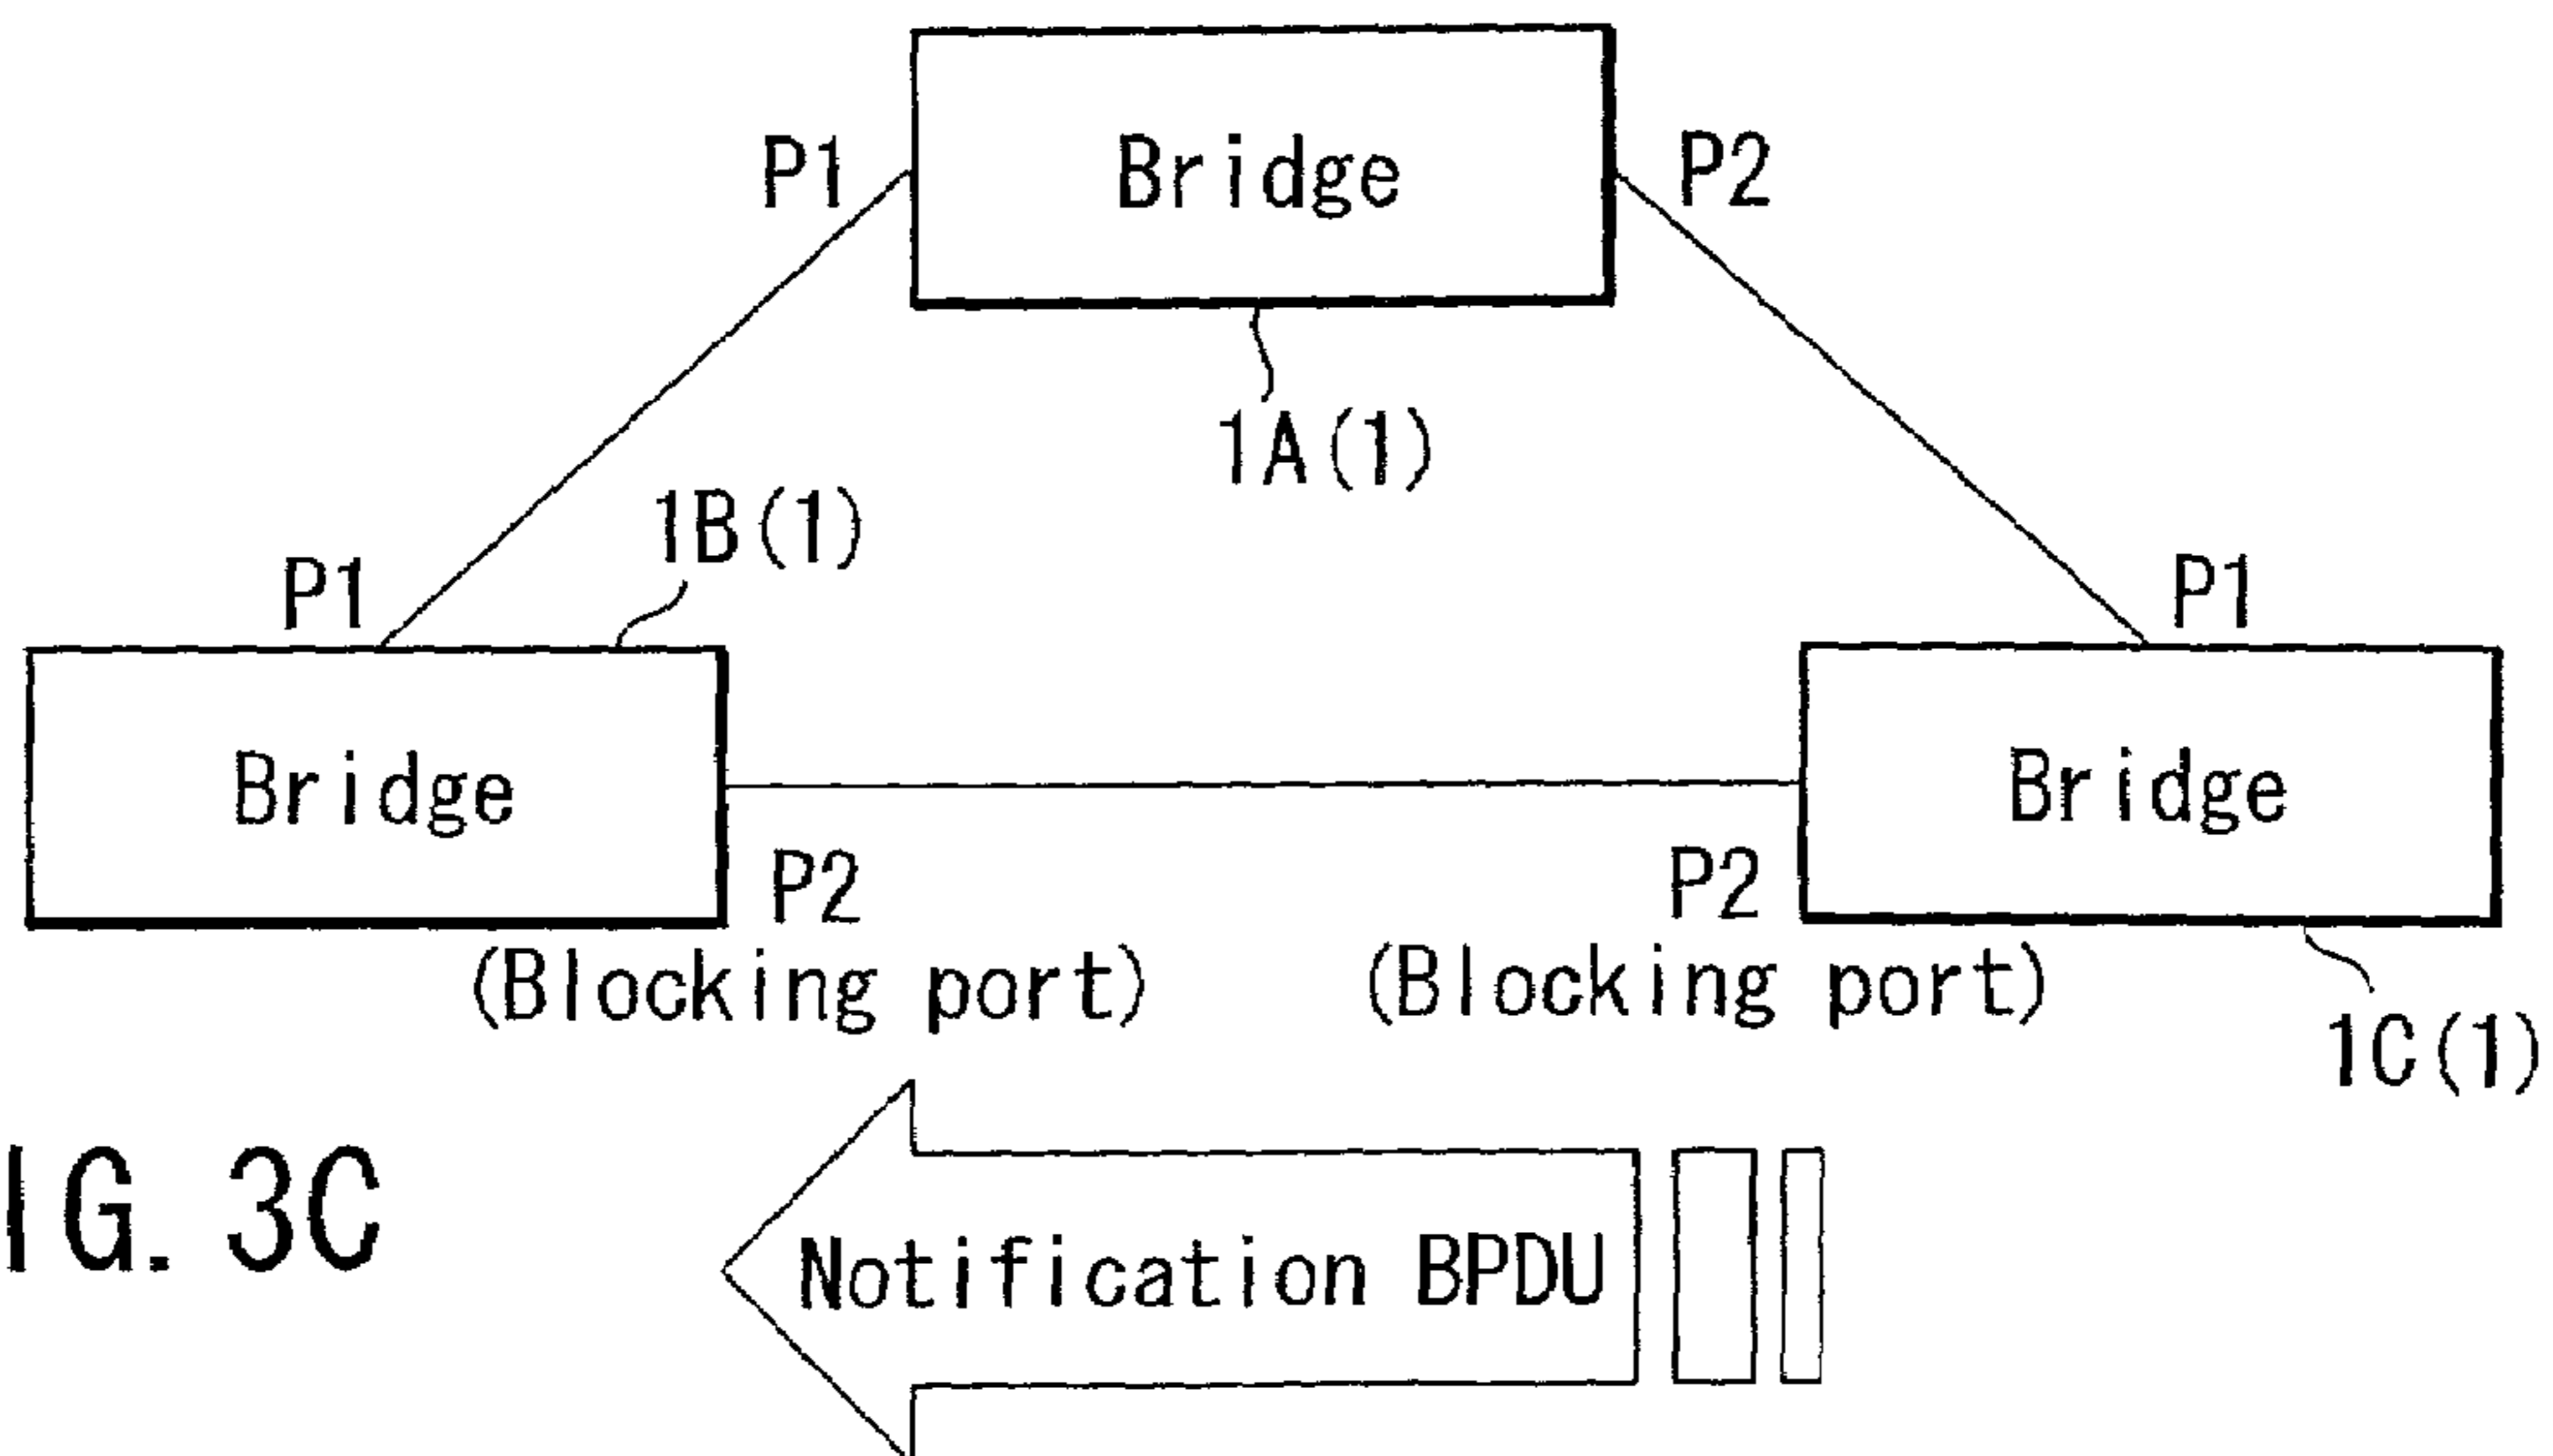 P1 Bridge P2
1A(1)
1B(1)
P1 P1
Bridge Bridge
P2 P2
(Blocking port) (Blocking port)
1C(1)
IG. 3C
Notification BPDU